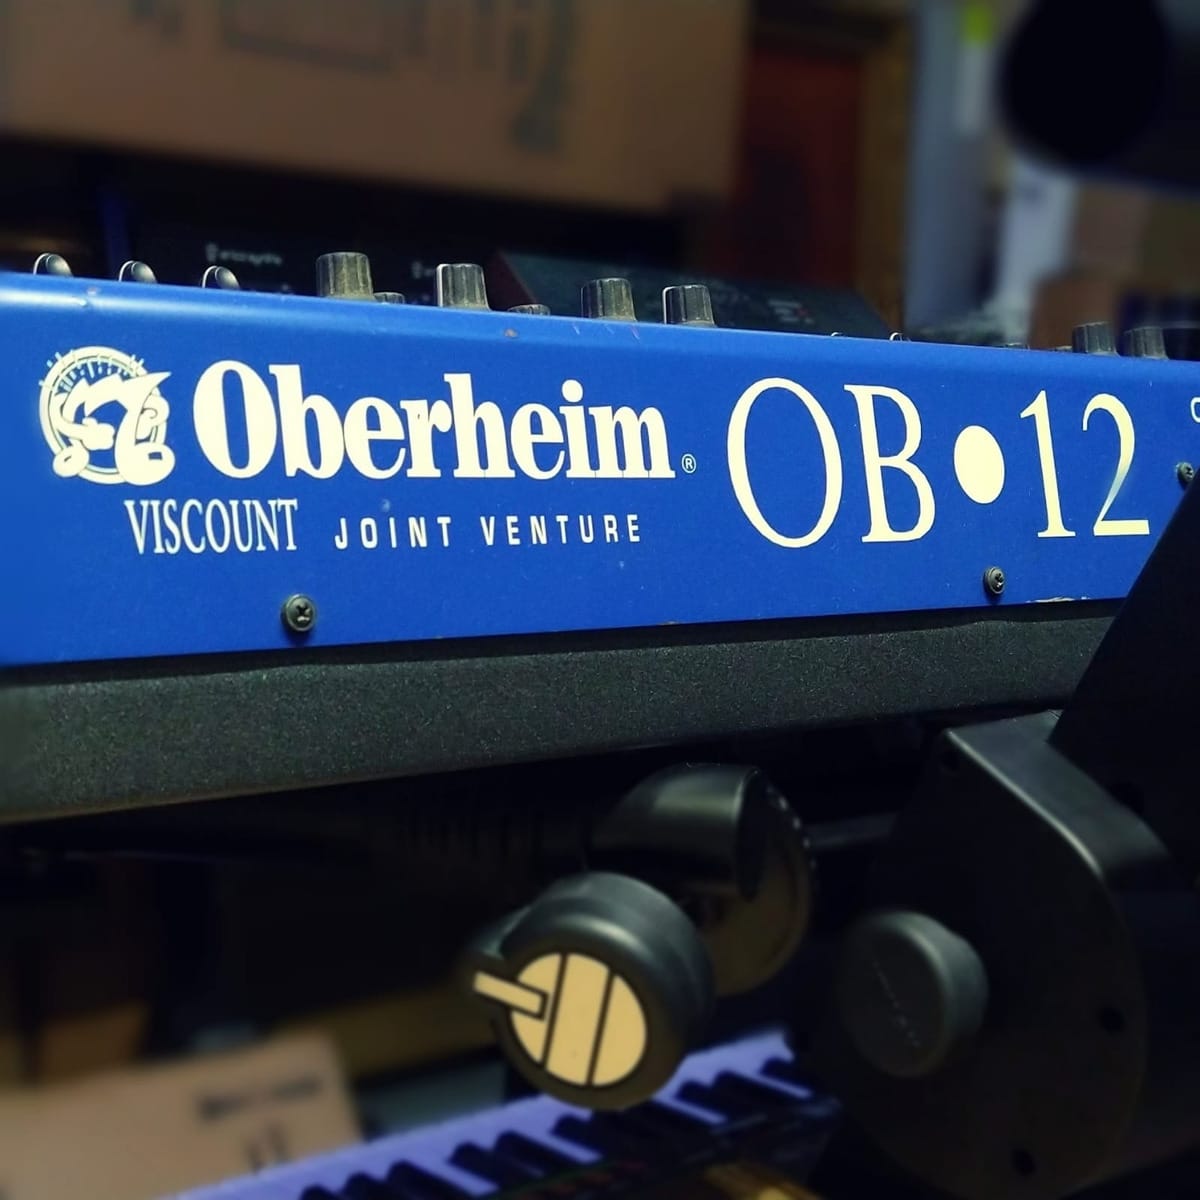 Oberheim® OB•12
VISCOUNT JOINT VENTURE